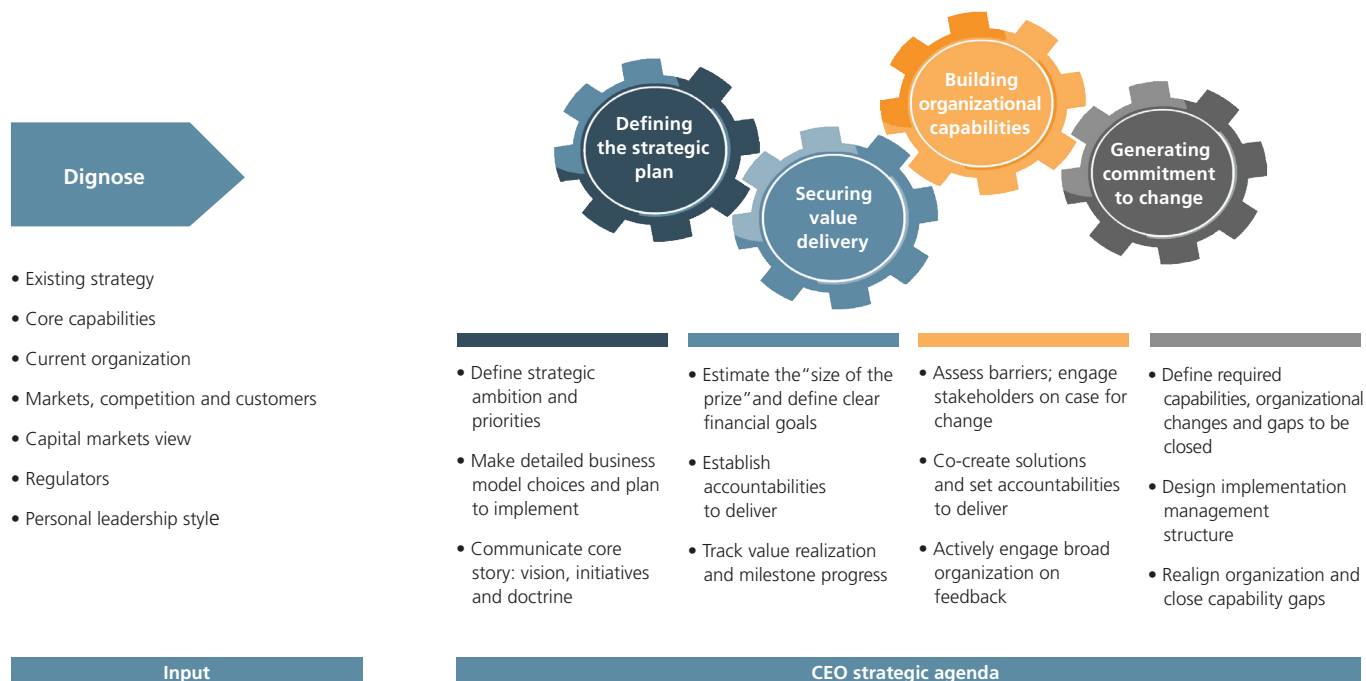 Dignose
• Existing strategy
• Core capabilities
• Current organization
• Markets, competition and customers
• Capital markets view
• Regulators
• Personal leadership style
Input
Defining
the strategic
plan
Securing
value
delivery
Building
organizational
capabilities
Generating
commitment
to change
• Define strategic
ambition and
priorities
• Make detailed business
model choices and plan
to implement
• Communicate core
story: vision, initiatives
and doctrine
• Estimate the“size of the
prize”and define clear
financial goals
• Establish
accountabilities
to deliver
• Track value realization
and milestone progress
• Assess barriers; engage
stakeholders on case for
change
• Co-create solutions
and set accountabilities
to deliver
• Actively engage broad
organization on
feedback
• Define required
capabilities, organizational
changes and gaps to be
closed
• Design implementation
management
structure
• Realign organization and
close capability gaps
CEO strategic agenda